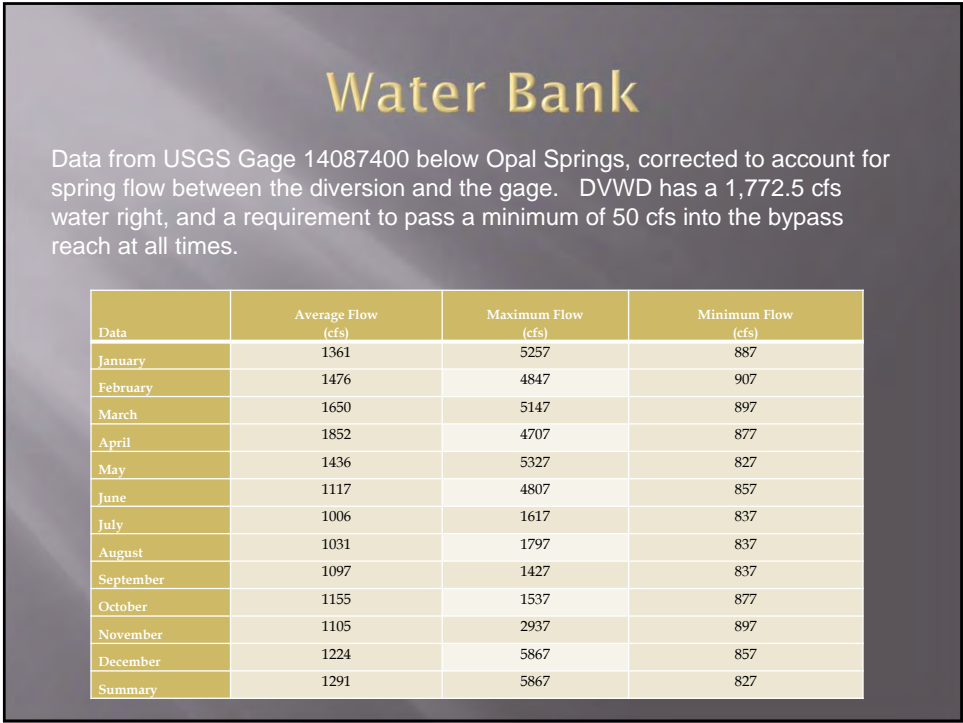 Water Bank
Data from USGS Gage 14087400 below Opal Springs, corrected to account for
spring flow between the diversion and the gage.   DVWD has a 1,772.5 cfs
water right, and a requirement to pass a minimum of 50 cfs into the bypass
reach at all times.
Data Average Flow (cfs) Maximum Flow (cfs) Minimum Flow (cfs)
January 1361 5257 887
February 1476 4847 907
March 1650 5147 897
April 1852 4707 877
May 1436 5327 827
June 1117 4807 857
July 1006 1617 837
August 1031 1797 837
September 1097 1427 837
October 1155 1537 877
November 1105 2937 897
December 1224 5867 857
Summary 1291 5867 827